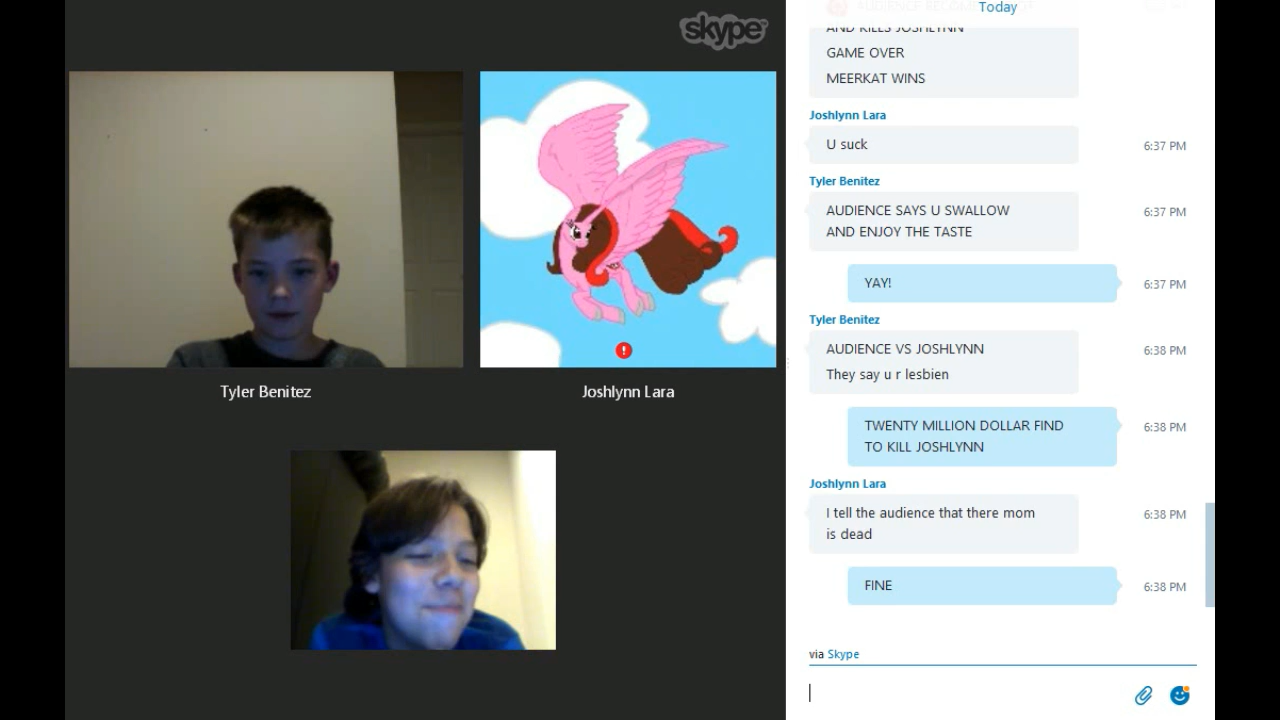 skype
Tyler Benitez
Joshlynn Lara
Today
AND KILLS JOSHLYNN
GAME OVER
MEERKAT WINS
Joshlynn Lara
U suck
6:37 PM
Tyler Benitez
AUDIENCE SAYS U SWALLOW
AND ENJOY THE TASTE
6:37 PM
YAY!
6:37 PM
Tyler Benitez
AUDIENCE VS JOSHLYNN
They say u r lesbien
6:38 PM
TWENTY MILLION DOLLAR FIND
TO KILL JOSHLYNN
6:38 PM
Joshlynn Lara
I tell the audience that there mom
is dead
6:38 PM
FINE
6:38 PM
via Skype